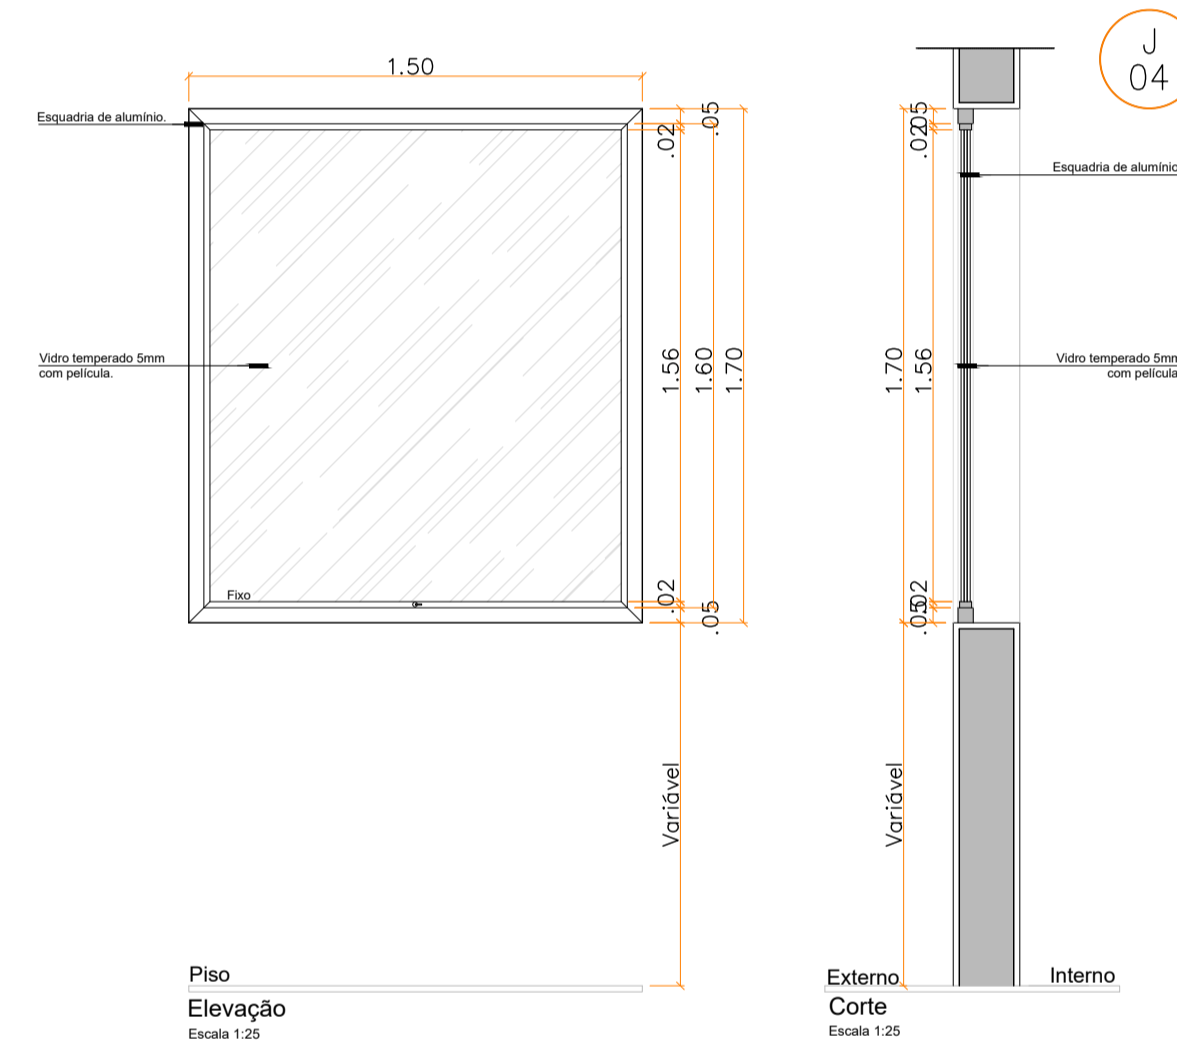 J
04
1.50
Esquadria de alumínio.
.05
.02
Vidro temperado 5mm
com película.
1.56
1.60
1.70
Fixo
.02
.05
Variável
Piso
Elevação
Escala 1:25
.05
.02
Esquadria de alumínio
1.70
1.56
Vidro temperado 5mm
com película
.02
.05
Variável
Externo
Interno
Corte
Escala 1:25